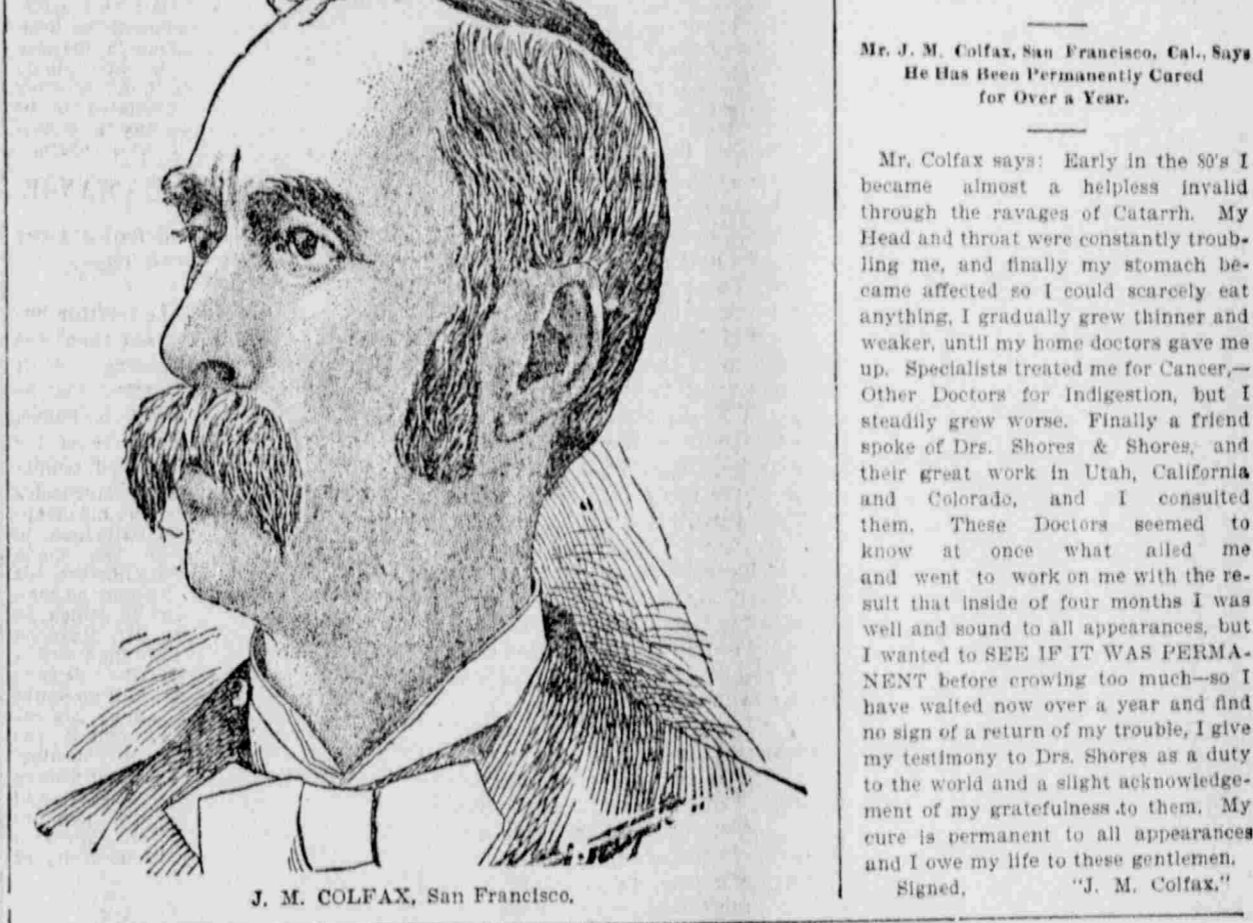 Mr. J. M. Colfax, San Francisco, Cal., Says
He Has Been Permanently Cured
for Over a Year.
Mr. Colfax says: Early in the 80's I
became almost a helpless invalid
through the ravages of Catarrh. My
Head and throat were constantly troub-
ling me, and finally my stomach be-
came affected so I could scarcely eat
anything, I gradually grew thinner and
weaker, until my home doctors gave me
up. Specialists treated me for Cancer,—
Other Doctors for Indigestion, but I
steadily grew worse. Finally a friend
spoke of Drs. Shores & Shores, and
their great work in Utah, California
and Colorado, and I consulted
them. These Doctors seemed to
know at once what ailed me
and went to work on me with the re-
sult that inside of four months I was
well and sound to all appearances, but
I wanted to SEE IF IT WAS PERMA-
NENT before crowing too much—so I
have waited now over a year and find
no sign of a return of my trouble, I give
my testimony to Drs. Shores as a duty
to the world and a slight acknowledge-
ment of my gratefulness .to them. My
cure is permanent to all appearances
and I owe my life to these gentlemen.
Signed, "J. M. Colfax."
J. M. COLFAX, San Francisco.